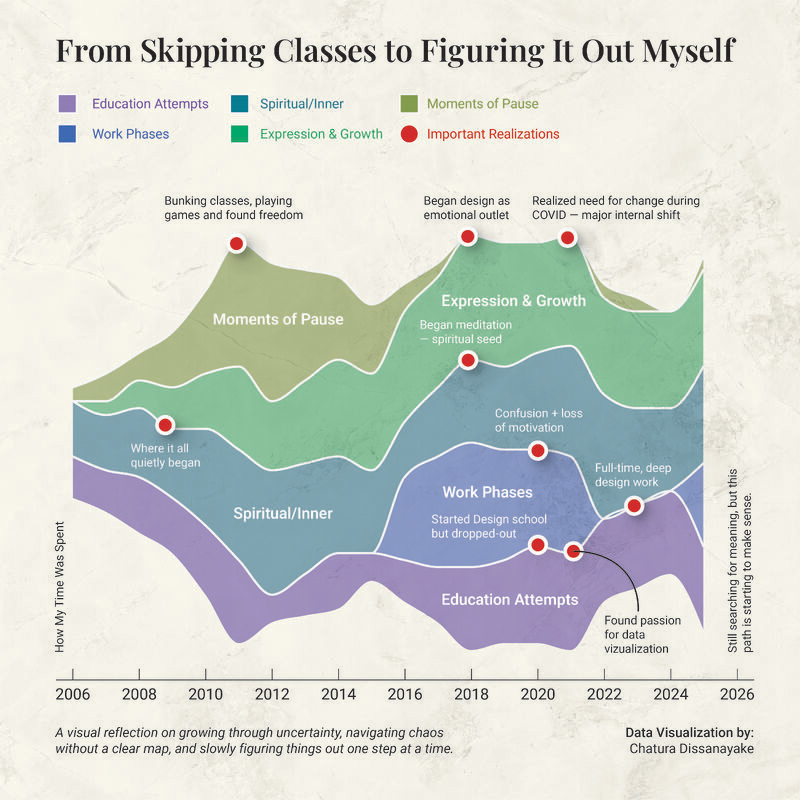 From Skipping Classes to Figuring It Out Myself
Education Attempts
Spiritual/Inner
Moments of Pause
Work Phases
Expression & Growth
Important Realizations
Bunking classes, playing
games and found freedom
Began design as
emotional outlet
Realized need for change during
COVID — major internal shift
Moments of Pause
Expression & Growth
Began meditation
— spiritual seed
Where it all
quietly began
Confusion + loss
of motivation
Full-time, deep
design work
Spiritual/Inner
Work Phases
Started Design school
but dropped-out
Education Attempts
Found passion
for data
vizualization
How My Time Was Spent
Still searching for meaning, but this
path is starting to make sense.
2006 2008 2010 2012 2014 2016 2018 2020 2022 2024 2026
A visual reflection on growing through uncertainty, navigating chaos
without a clear map, and slowly figuring things out one step at a time.
Data Visualization by:
Chatura Dissanayake